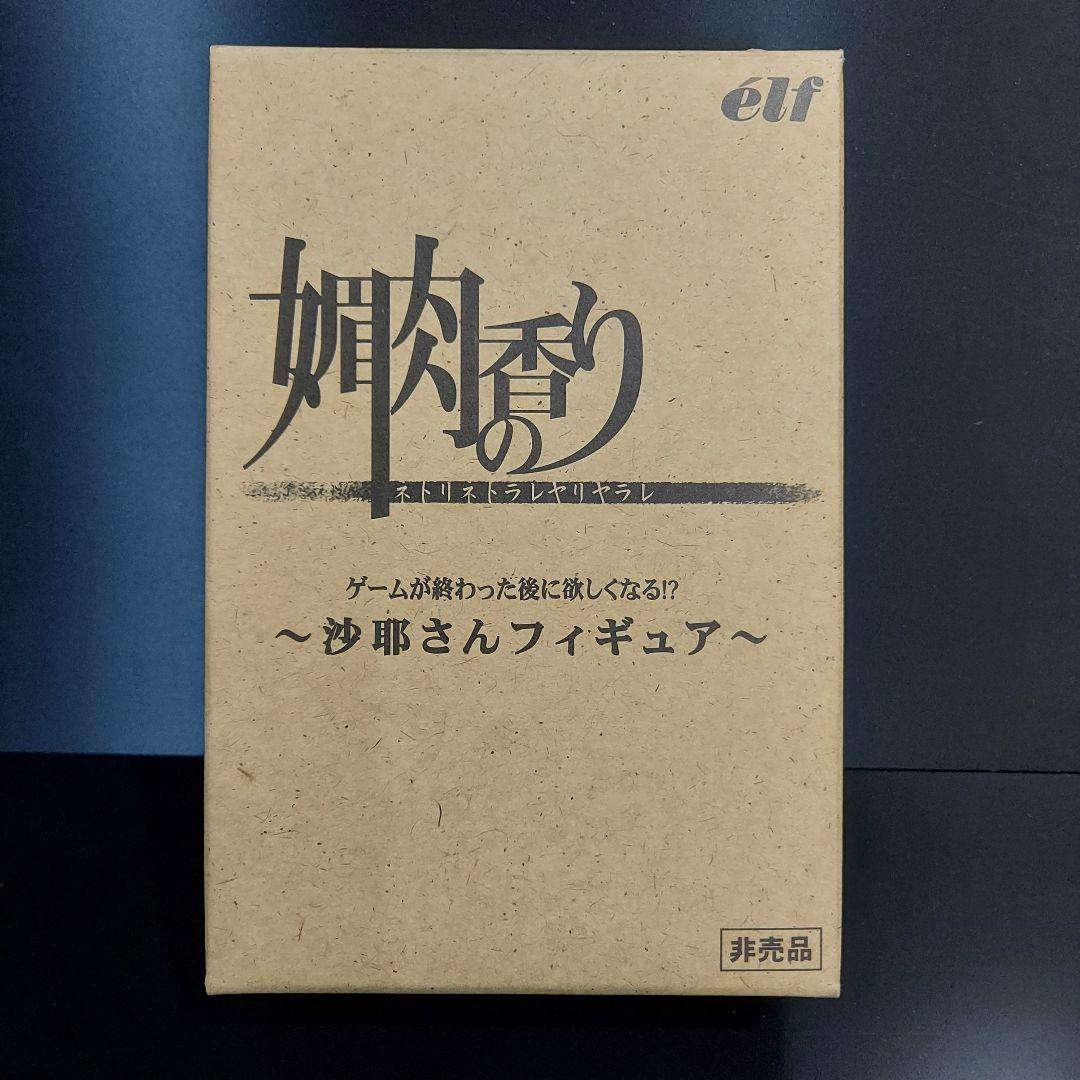 élf
媚肉の香り
ネトリネトラレヤリヤラレ
ゲームが終わった後に欲しくなる!?
〜沙耶さんフィギュア〜
非売品